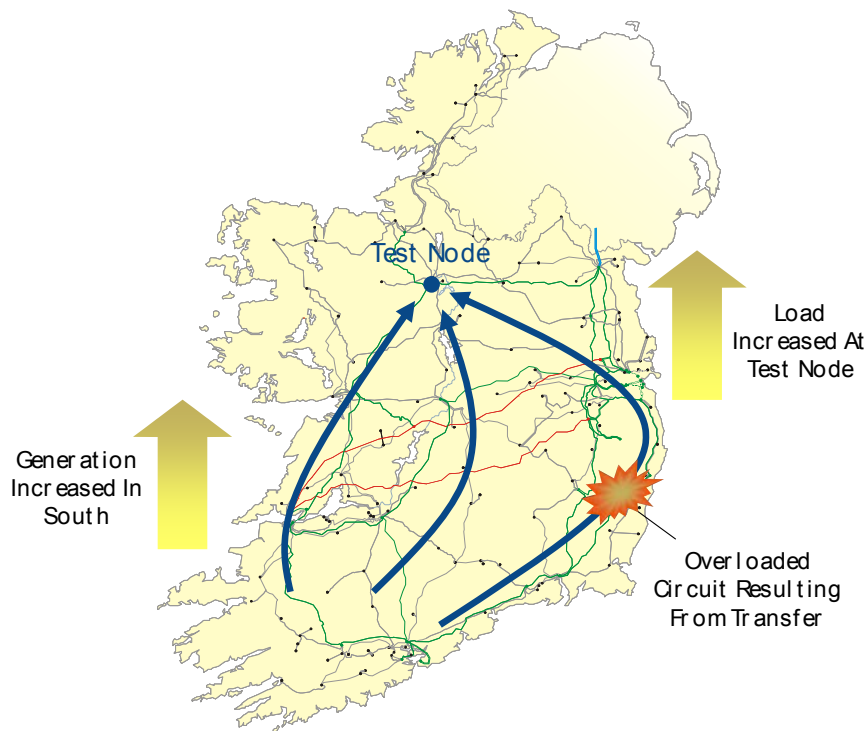 Test Node
Load
Increased At
Test Node
Generation
Increased In
South
Overloaded
Circuit Resulting
From Transfer